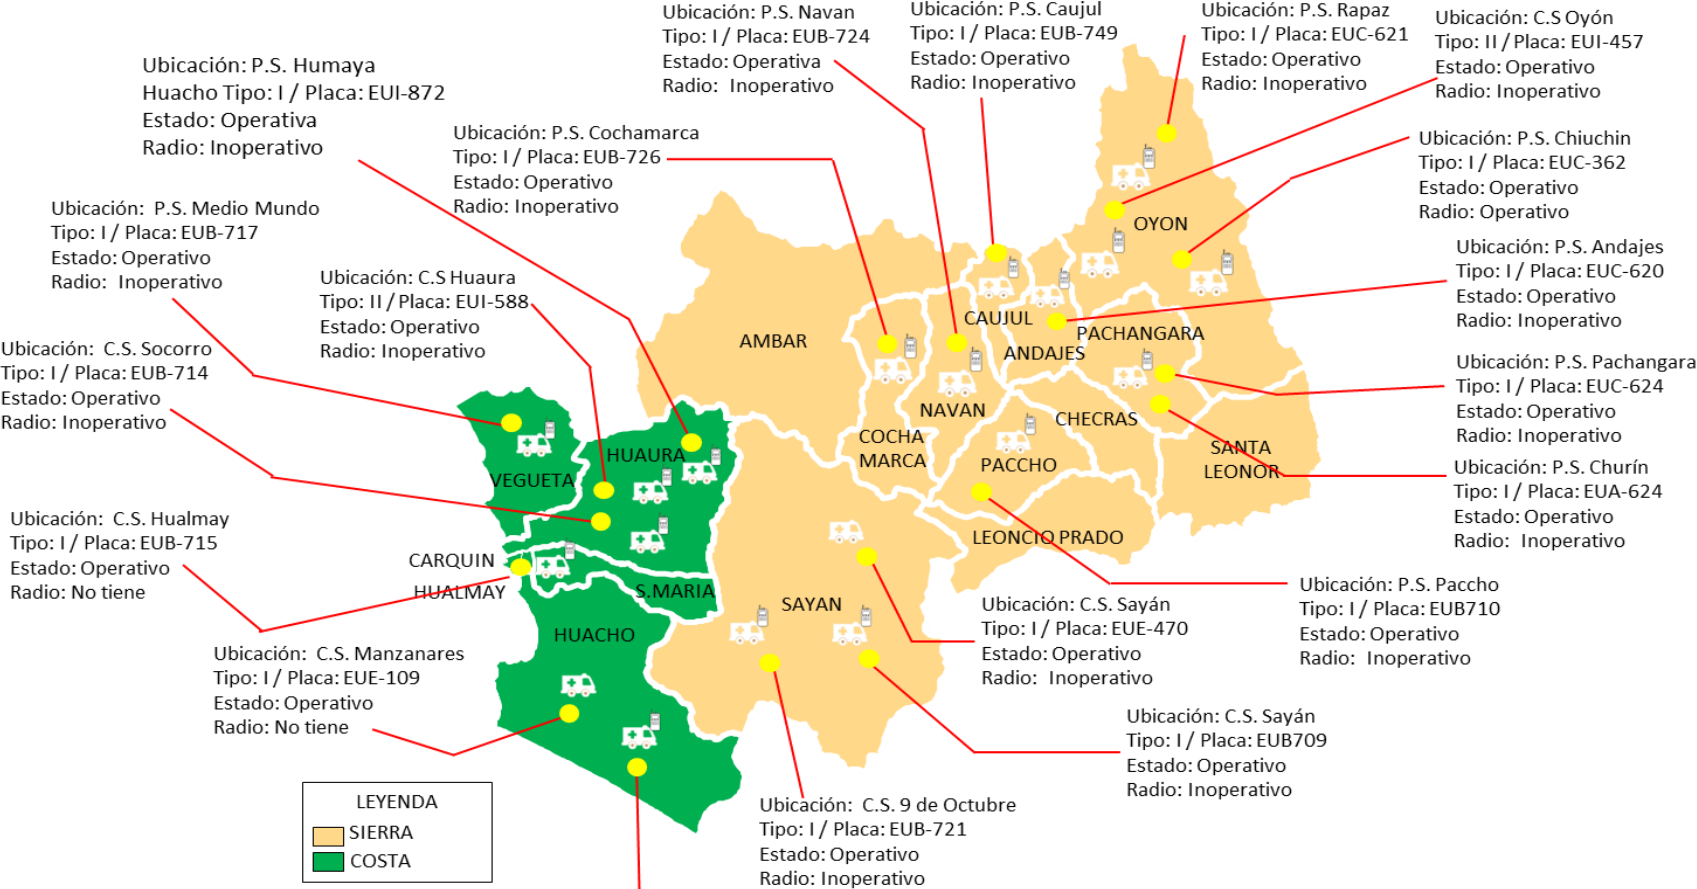 Ubicación: P.S. Humaya
Huacho Tipo: I / Placa: EUI-872
Estado: Operativa
Radio: Inoperativo
Ubicación: P.S. Navan
Tipo: I / Placa: EUB-724
Estado: Operativa
Radio: Inoperativo
Ubicación: P.S. Caujul
Tipo: I / Placa: EUB-749
Estado: Operativo
Radio: Inoperativo
Ubicación: P.S. Rapaz
Tipo: I / Placa: EUC-621
Estado: Operativo
Radio: Inoperativo
Ubicación: C.S Oyón
Tipo: II / Placa: EUI-457
Estado: Operativo
Radio: Inoperativo
Ubicación: P.S. Cochamarca
Tipo: I / Placa: EUB-726
Estado: Operativo
Radio: Inoperativo
Ubicación: P.S. Chiuchin
Tipo: I / Placa: EUC-362
Estado: Operativo
Radio: Operativo
Ubicación: P.S. Medio Mundo
Tipo: I / Placa: EUB-717
Estado: Operativo
Radio: Inoperativo
Ubicación: C.S Huaura
Tipo: II / Placa: EUI-588
Estado: Operativo
Radio: Inoperativo
Ubicación: P.S. Andajes
Tipo: I / Placa: EUC-620
Estado: Operativo
Radio: Inoperativo
Ubicación: C.S. Socorro
Tipo: I / Placa: EUB-714
Estado: Operativo
Radio: Inoperativo
Ubicación: P.S. Pachangara
Tipo: I / Placa: EUC-624
Estado: Operativo
Radio: Inoperativo
Ubicación: P.S. Churín
Tipo: I / Placa: EUA-624
Estado: Operativo
Radio: Inoperativo
Ubicación: C.S. Hualmay
Tipo: I / Placa: EUB-715
Estado: Operativo
Radio: No tiene
Ubicación: P.S. Paccho
Tipo: I / Placa: EUB710
Estado: Operativo
Radio: Inoperativo
Ubicación: C.S. Sayán
Tipo: I / Placa: EUE-470
Estado: Operativo
Radio: Inoperativo
Ubicación: C.S. Manzanares
Tipo: I / Placa: EUE-109
Estado: Operativo
Radio: No tiene
Ubicación: C.S. Sayán
Tipo: I / Placa: EUB709
Estado: Operativo
Radio: Inoperativo
Ubicación: C.S. 9 de Octubre
Tipo: I / Placa: EUB-721
Estado: Operativo
Radio: Inoperativo
OYON
CAUJUL
PACHANGARA
AMBAR
ANDAJES
NAVAN
CHECRAS
COCHA
MARCA
SANTA
LEONOR
PACCHO
HUAURA
VEGUETA
LEONCIO PRADO
CARQUIN
HUALMAY
S.MARIA
SAYAN
HUACHO
LEYENDA
SIERRA
COSTA